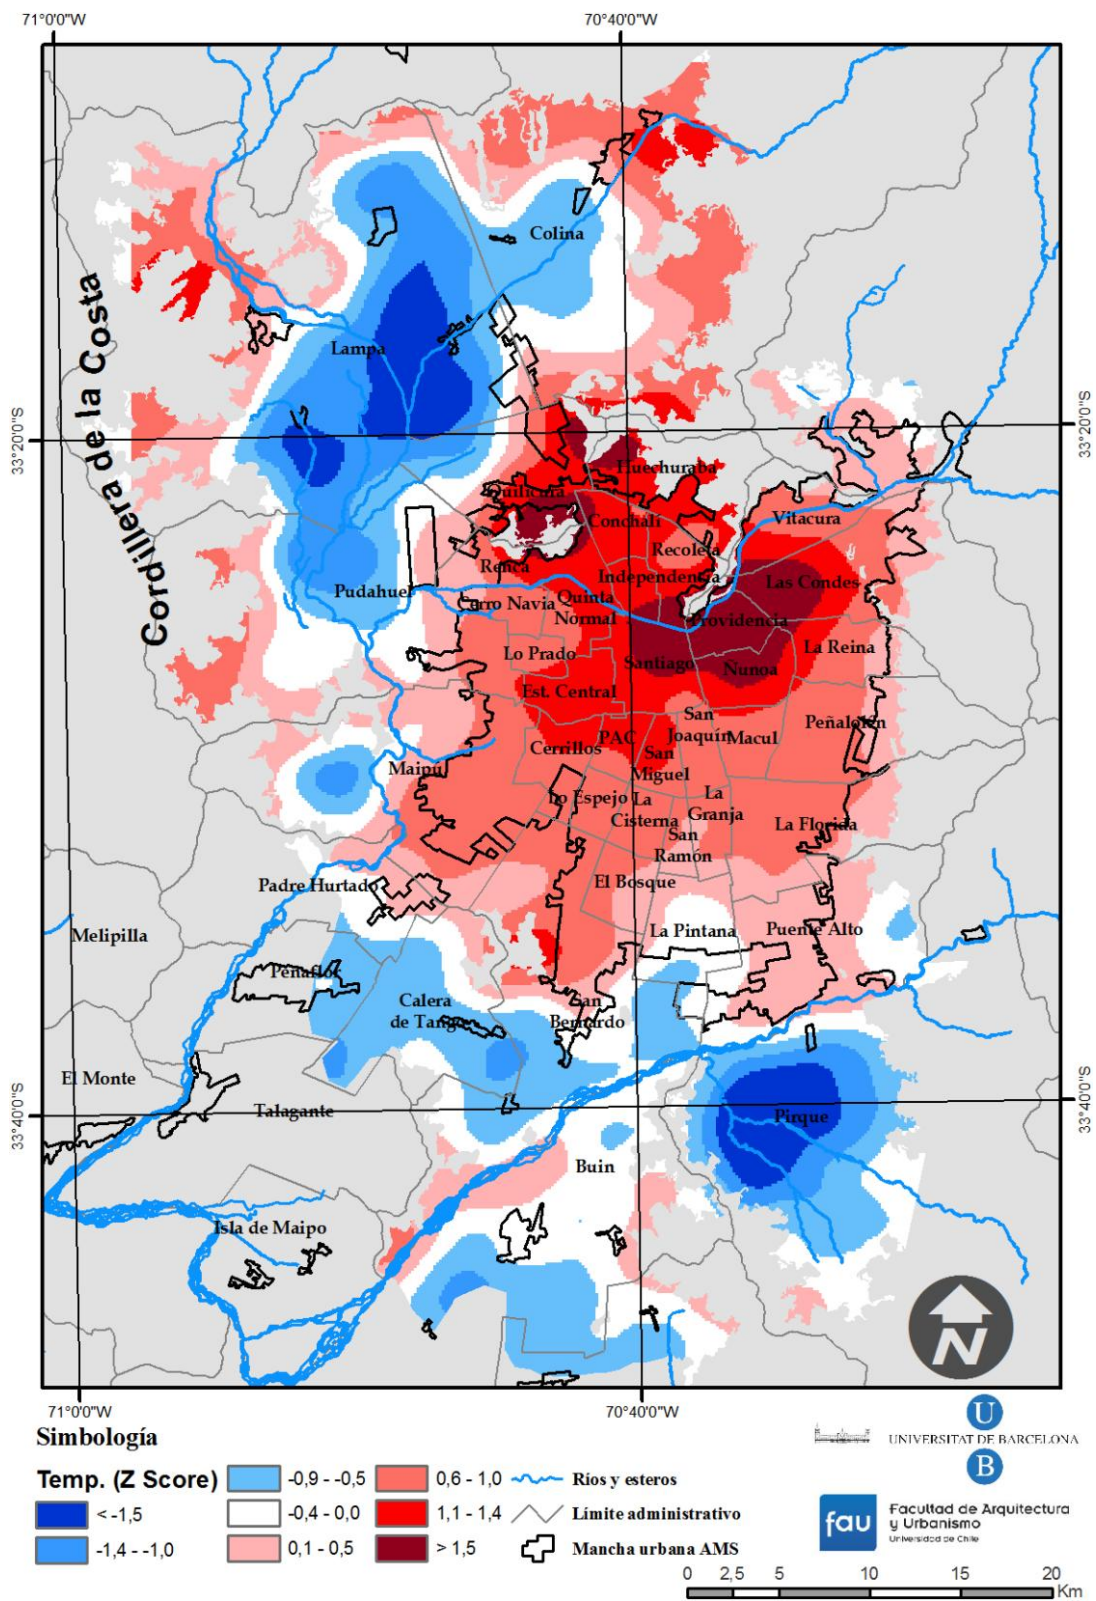 71°0'0"W
70°40'0"W
Colina
Cordillera de la Costa
Lampa
33°20'0"S
33°20'0"S
Huechuraba
Quilicura
Conchalí
Vitacura
Recoleta
Renca
Independencia
Las Condes
Pudahuel
Cerro Navia
Quinta
Normal
Providencia
Lo Prado
La Reina
Santiago
Ñunoa
Est. Central
San
Joaquín
Peñalolén
PAC
Macul
Cerrillos
San
Miguel
Maipú
Lo Espejo
La
Cisterna
La
Granja
La Florida
San
Ramón
Padre Hurtado
El Bosque
Melipilla
La Pintana
Puente Alto
Peñaflor
Calera
de Tango
San
Bernardo
El Monte
Talagante
33°40'0"S
33°40'0"S
Pirque
Buin
Isla de Maipo
N
71°0'0"W
70°40'0"W
Simbología
Temp. (Z Score)
< -1,5
-1,4 - -1,0
-0,9 - -0,5
-0,4 - 0,0
0,1 - 0,5
0,6 - 1,0
1,1 - 1,4
> 1,5
Ríos y esteros
Límite administrativo
Mancha urbana AMS
U
UNIVERSITAT DE BARCELONA
B
fau
Facultad de Arquitectura
y Urbanismo
Universidad de Chile
0 2,5 5 10 15 20
Km